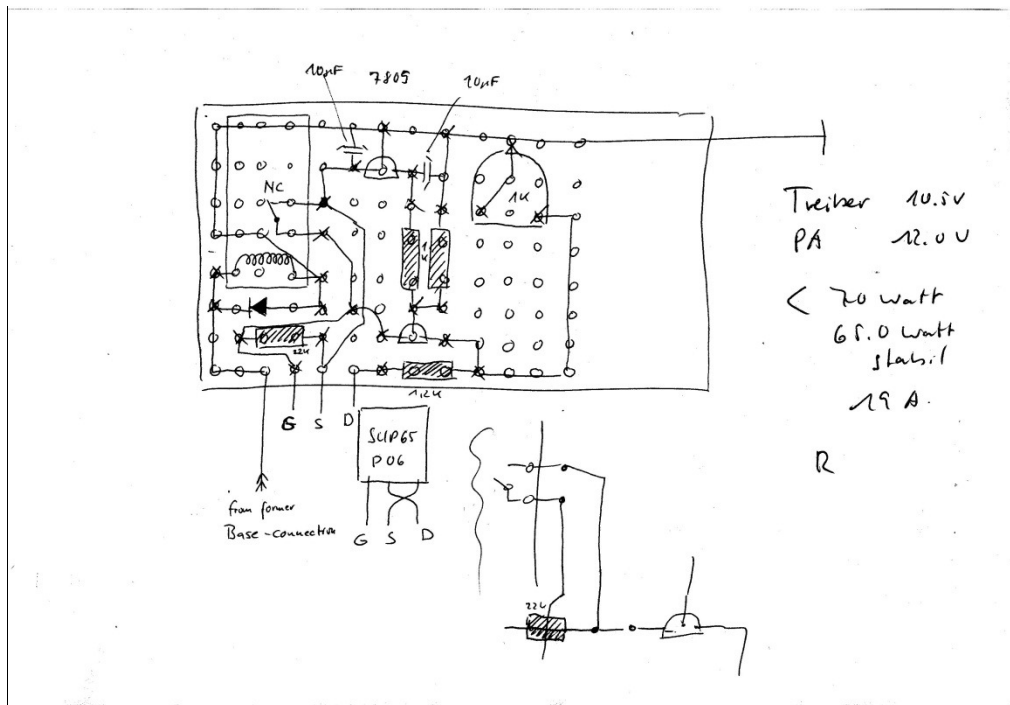 10µF 7805 10µF
NC
1K
1K
22K
1,2K
G S D
SUP65
P06
from former
Base-connection
G S D
22K
Treiber 10.5V
PA 12.0V
< 70 watt
65.0 watt
stabil
19 A.
R